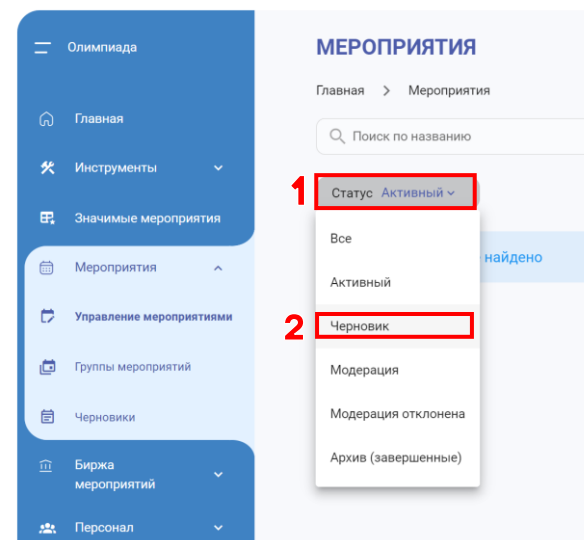 Олимпиада
Главная
Инструменты
Значимые мероприятия
Мероприятия
Управление мероприятиями
Группы мероприятий
Черновики
Биржа
мероприятий
Персонал
МЕРОПРИЯТИЯ
Главная > Мероприятия
Поиск по названию
1 Статус Активный
найдено
Все
Активный
2 Черновик
Модерация
Модерация отклонена
Архив (завершенные)